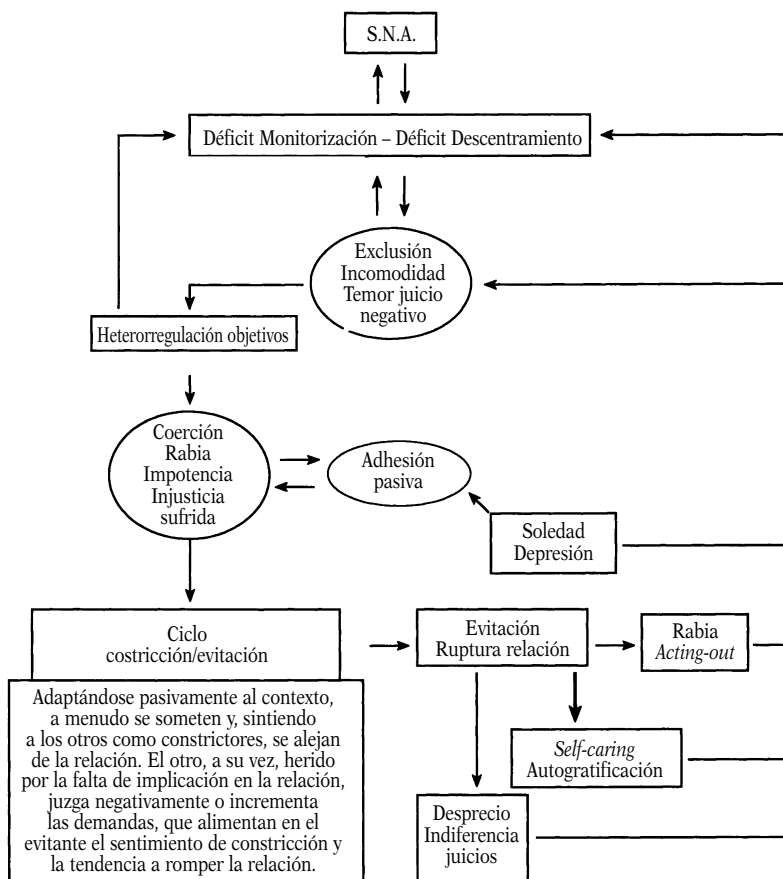 S.N.A.
Déficit Monitorización – Déficit Descentramiento
Exclusión
Incomodidad
Temor juicio
negativo
Heterorregulación objetivos
Coerción
Rabia
Impotencia
Injusticia
sufrida
Adhesión
pasiva
Soledad
Depresión
Ciclo
costricción/evitación
Adaptándose pasivamente al contexto,
a menudo se someten y, sintiendo
a los otros como constrictores, se alejan
de la relación. El otro, a su vez, herido
por la falta de implicación en la relación,
juzga negativamente o incrementa
las demandas, que alimentan en el
evitante el sentimiento de constricción y
la tendencia a romper la relación.
Evitación
Ruptura relación
Rabia
Acting-out
Self-caring
Autogratificación
Desprecio
Indiferencia
juicios